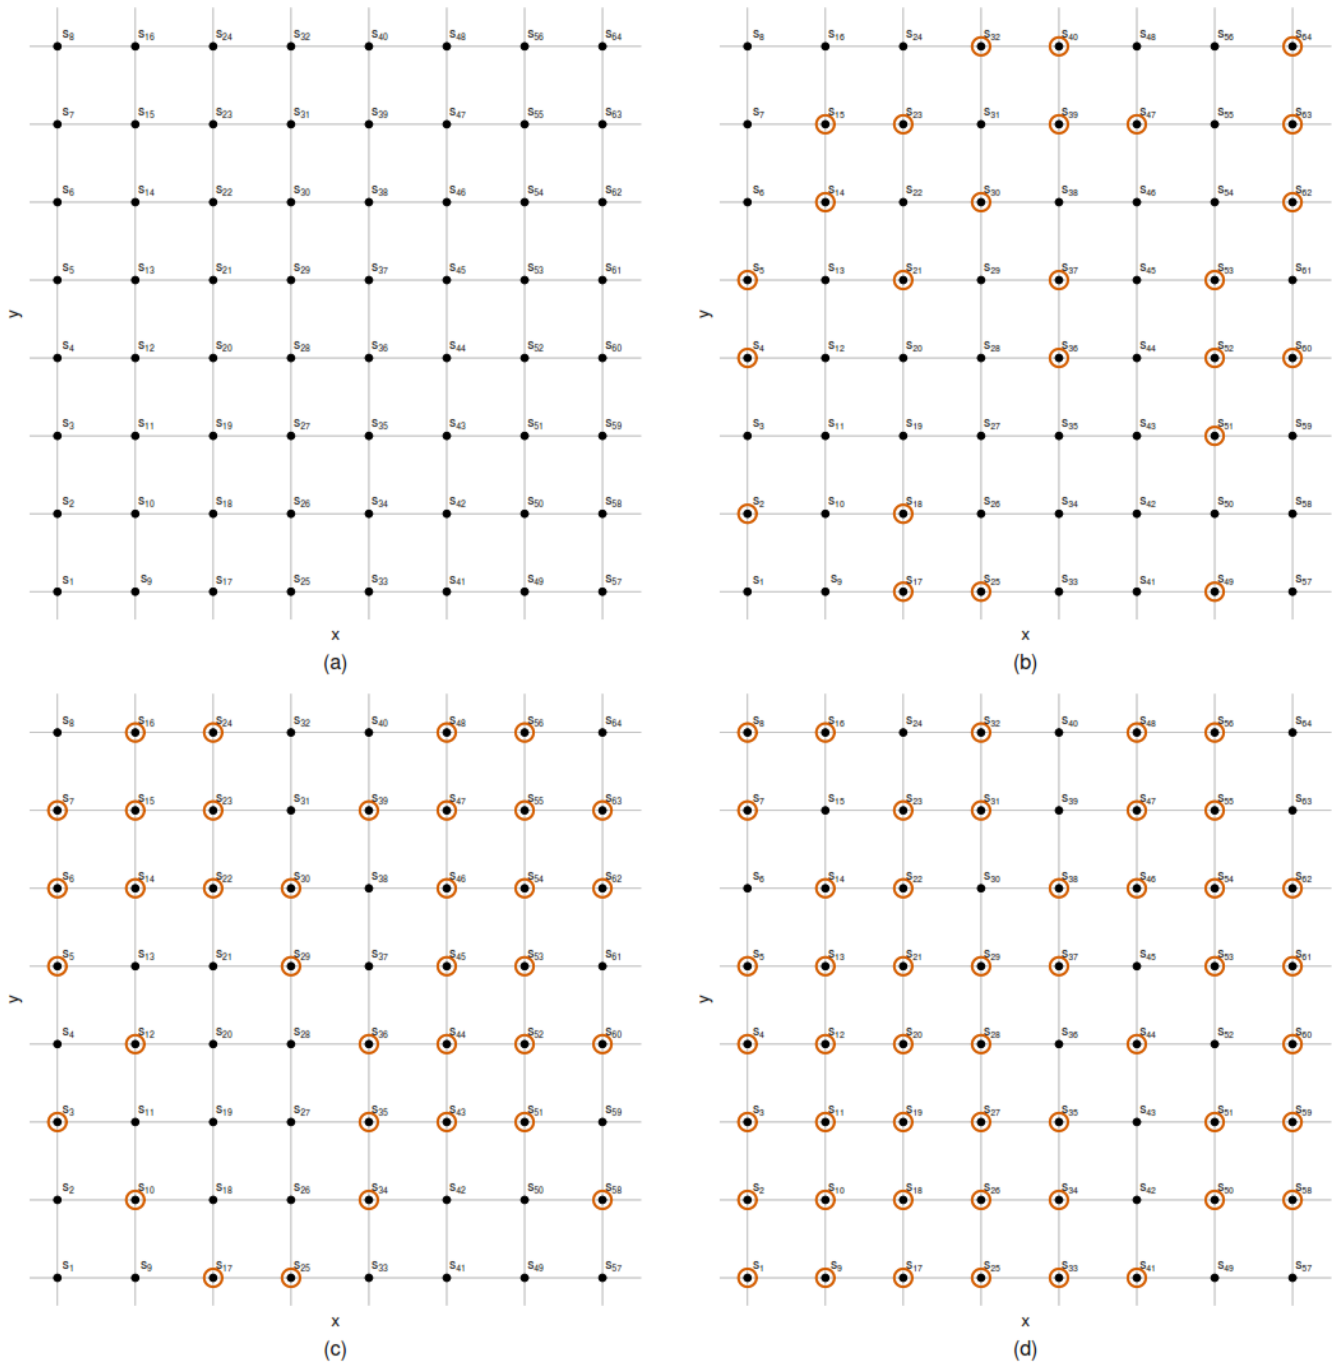 S8 S16 S24 S32 S40 S48 S56 S64
S7 S15 S23 S31 S39 S47 S55 S63
S6 S14 S22 S30 S38 S46 S54 S62
S5 S13 S21 S29 S37 S45 S53 S61
y
S4 S12 S20 S28 S36 S44 S52 S60
S3 S11 S19 S27 S35 S43 S51 S59
S2 S10 S18 S26 S34 S42 S50 S58
S1 S9 S17 S25 S33 S41 S49 S57
x
(a)
S8 S16 S24 S32 S40 S48 S56 S64
S7 S15 S23 S31 S39 S47 S55 S63
S6 S14 S22 S30 S38 S46 S54 S62
S5 S13 S21 S29 S37 S45 S53 S61
y
S4 S12 S20 S28 S36 S44 S52 S60
S3 S11 S19 S27 S35 S43 S51 S59
S2 S10 S18 S26 S34 S42 S50 S58
S1 S9 S17 S25 S33 S41 S49 S57
x
(b)
S8 S16 S24 S32 S40 S48 S56 S64
S7 S15 S23 S31 S39 S47 S55 S63
S6 S14 S22 S30 S38 S46 S54 S62
S5 S13 S21 S29 S37 S45 S53 S61
y
S4 S12 S20 S28 S36 S44 S52 S60
S3 S11 S19 S27 S35 S43 S51 S59
S2 S10 S18 S26 S34 S42 S50 S58
S1 S9 S17 S25 S33 S41 S49 S57
x
(c)
S8 S16 S24 S32 S40 S48 S56 S64
S7 S15 S23 S31 S39 S47 S55 S63
S6 S14 S22 S30 S38 S46 S54 S62
S5 S13 S21 S29 S37 S45 S53 S61
y
S4 S12 S20 S28 S36 S44 S52 S60
S3 S11 S19 S27 S35 S43 S51 S59
S2 S10 S18 S26 S34 S42 S50 S58
S1 S9 S17 S25 S33 S41 S49 S57
x
(d)